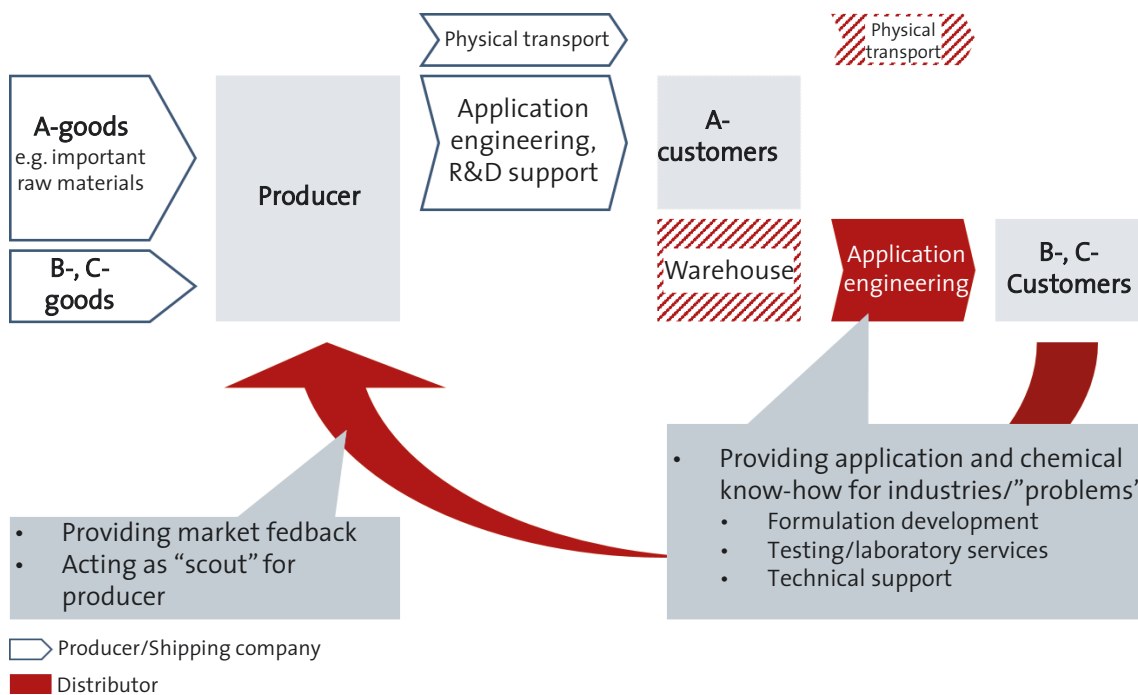 Physical transport
Physical
transport
A-goods
e.g. important
raw materials
B-, C-
goods
Producer
Application
engineering,
R&D support
A-
customers
Warehouse
Application
engineering
B-, C-
Customers
• Providing market fedback
• Acting as “scout” for
producer
• Providing application and chemical
know-how for industries/”problems”
• Formulation development
• Testing/laboratory services
• Technical support
Producer/Shipping company
Distributor